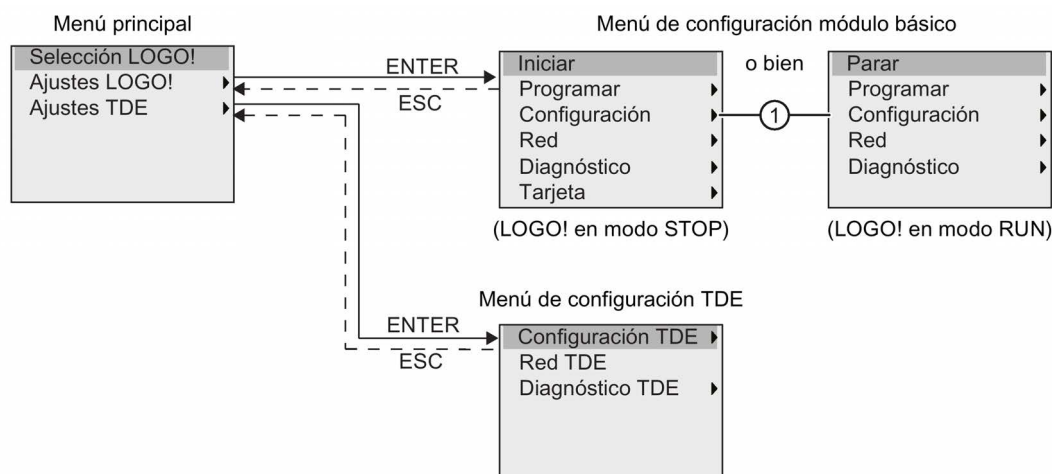 Menú principal
Selección LOGO!
Ajustes LOGO!
Ajustes TDE
ENTER
ESC
Menú de configuración módulo básico
Iniciar
Programar
Configuración
Red
Diagnóstico
Tarjeta
(LOGO! en modo STOP)
o bien
1
Parar
Programar
Configuración
Red
Diagnóstico
(LOGO! en modo RUN)
ENTER
ESC
Menú de configuración TDE
Configuración TDE
Red TDE
Diagnóstico TDE